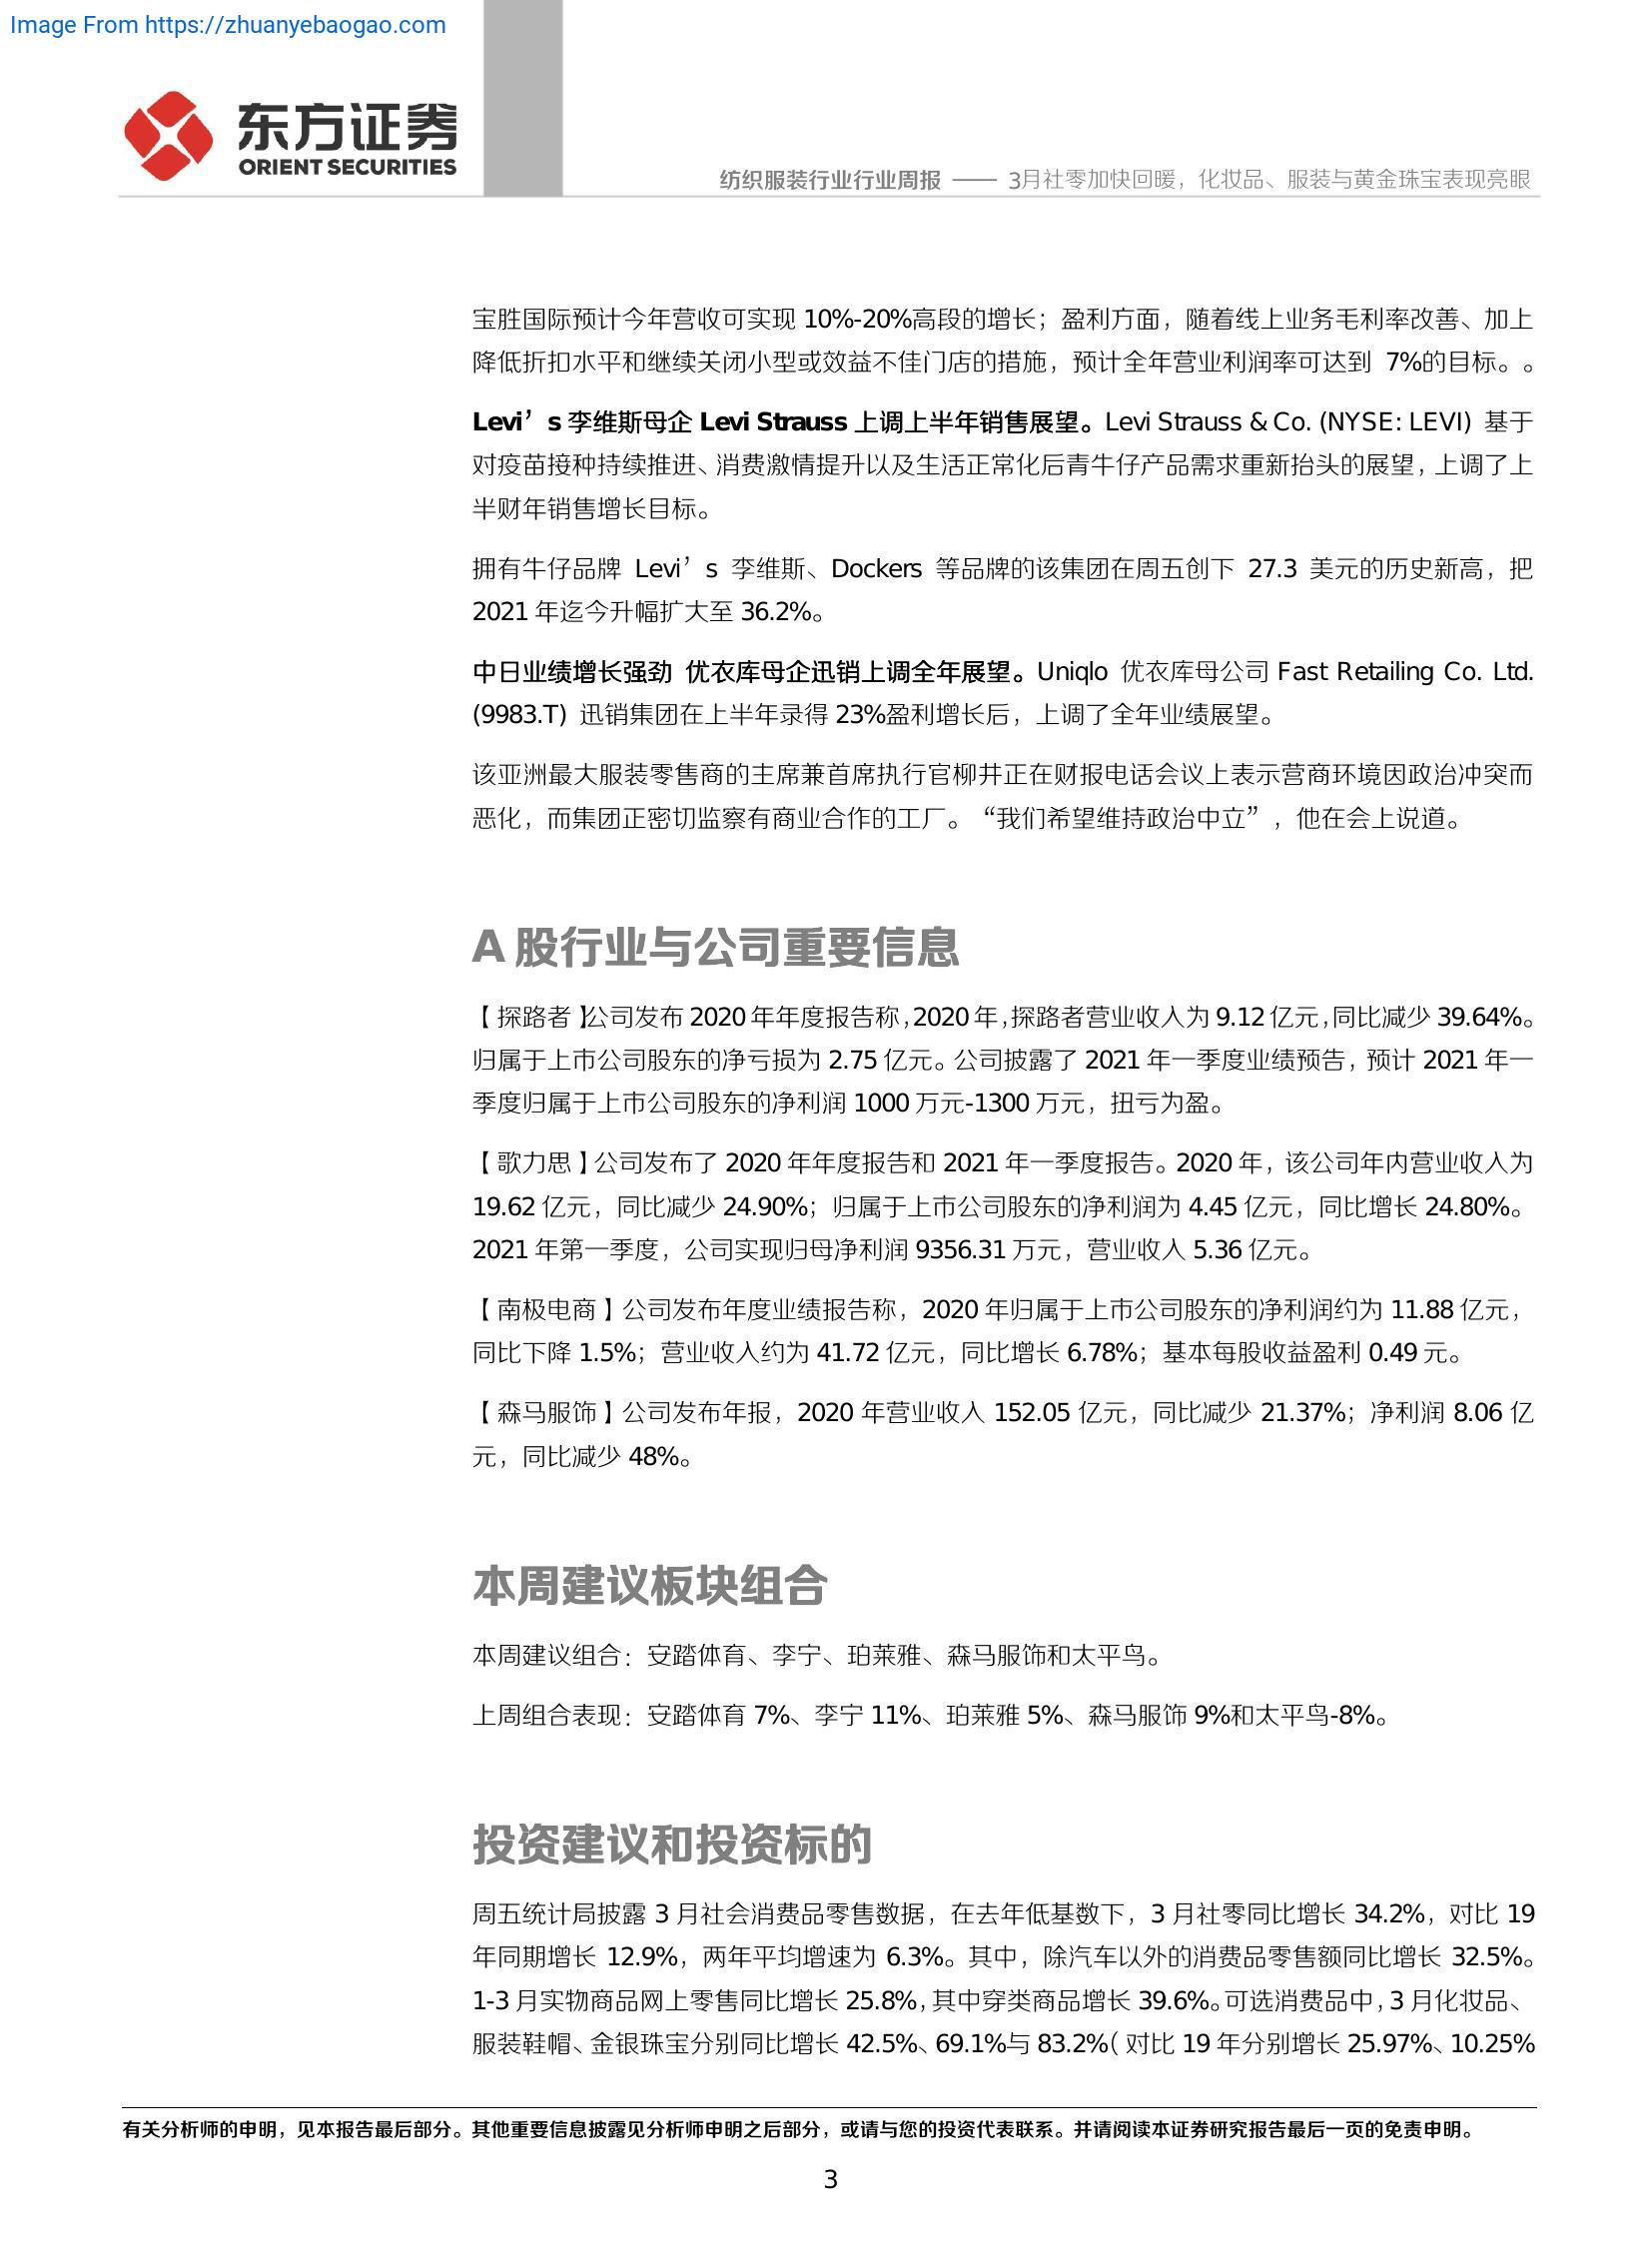 Image From https://zhuanyebaogao.com
东方证券
ORIENT SECURITIES
纺织服装行业行业周报 —— 3月社零加快回暖，化妆品、服装与黄金珠宝表现亮眼
宝胜国际预计今年营收可实现 10%-20%高段的增长；盈利方面，随着线上业务毛利率改善、加上
降低折扣水平和继续关闭小型或效益不佳门店的措施，预计全年营业利润率可达到 7%的目标。。
Levi’s 李维斯母企 Levi Strauss 上调上半年销售展望。Levi Strauss & Co. (NYSE: LEVI) 基于
对疫苗接种持续推进、消费激情提升以及生活正常化后青牛仔产品需求重新抬头的展望，上调了上
半财年销售增长目标。
拥有牛仔品牌 Levi’s 李维斯、Dockers 等品牌的该集团在周五创下 27.3 美元的历史新高，把
2021 年迄今升幅扩大至 36.2%。
中日业绩增长强劲 优衣库母企迅销上调全年展望。Uniqlo 优衣库母公司 Fast Retailing Co. Ltd.
(9983.T) 迅销集团在上半年录得 23%盈利增长后，上调了全年业绩展望。
该亚洲最大服装零售商的主席兼首席执行官柳井正在财报电话会议上表示营商环境因政治冲突而
恶化，而集团正密切监察有商业合作的工厂。“我们希望维持政治中立”，他在会上说道。
A 股行业与公司重要信息
【探路者】公司发布 2020 年年度报告称，2020 年，探路者营业收入为 9.12 亿元，同比减少 39.64%。
归属于上市公司股东的净亏损为 2.75 亿元。公司披露了 2021 年一季度业绩预告，预计 2021 年一
季度归属于上市公司股东的净利润 1000 万元-1300 万元，扭亏为盈。
【歌力思】公司发布了 2020 年年度报告和 2021 年一季度报告。2020 年，该公司年内营业收入为
19.62 亿元，同比减少 24.90%；归属于上市公司股东的净利润为 4.45 亿元，同比增长 24.80%。
2021 年第一季度，公司实现归母净利润 9356.31 万元，营业收入 5.36 亿元。
【南极电商】公司发布年度业绩报告称，2020 年归属于上市公司股东的净利润约为 11.88 亿元，
同比下降 1.5%；营业收入约为 41.72 亿元，同比增长 6.78%；基本每股收益盈利 0.49 元。
【森马服饰】公司发布年报，2020 年营业收入 152.05 亿元，同比减少 21.37%；净利润 8.06 亿
元，同比减少 48%。
本周建议板块组合
本周建议组合：安踏体育、李宁、珀莱雅、森马服饰和太平鸟。
上周组合表现：安踏体育 7%、李宁 11%、珀莱雅 5%、森马服饰 9%和太平鸟-8%。
投资建议和投资标的
周五统计局披露 3 月社会消费品零售数据，在去年低基数下，3 月社零同比增长 34.2%，对比 19
年同期增长 12.9%，两年平均增速为 6.3%。其中，除汽车以外的消费品零售额同比增长 32.5%。
1-3 月实物商品网上零售同比增长 25.8%，其中穿类商品增长 39.6%。可选消费品中，3 月化妆品、
服装鞋帽、金银珠宝分别同比增长 42.5%、69.1%与 83.2%（对比 19 年分别增长 25.97%、10.25%
有关分析师的申明，见本报告最后部分。其他重要信息披露见分析师申明之后部分，或请与您的投资代表联系。并请阅读本证券研究报告最后一页的免责申明。
3